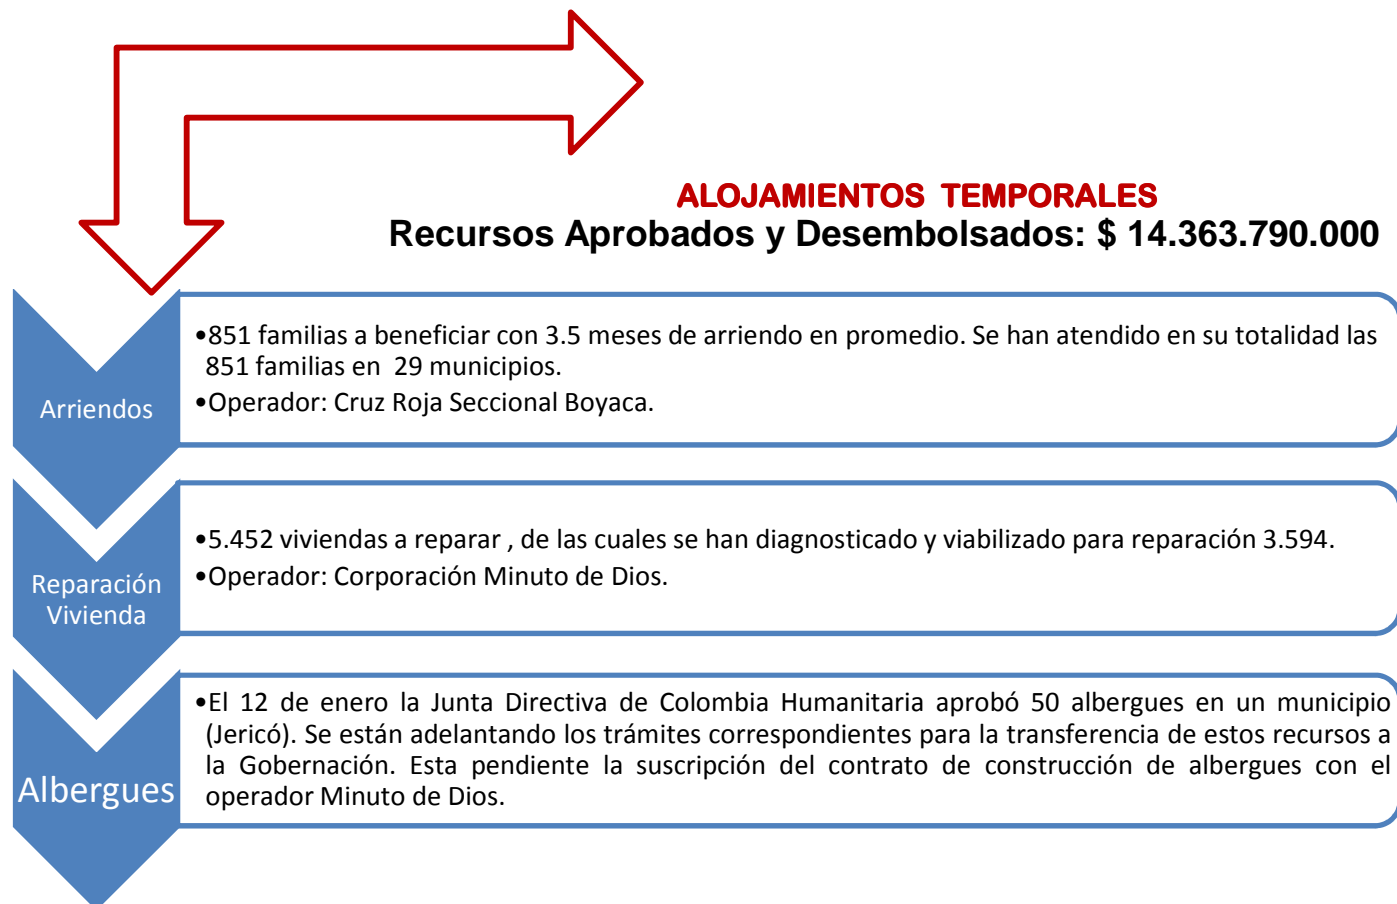 ALOJAMIENTOS TEMPORALES
Recursos Aprobados y Desembolsados: $ 14.363.790.000
Arriendos
•851 familias a beneficiar con 3.5 meses de arriendo en promedio. Se han atendido en su totalidad las
851 familias en 29 municipios.
•Operador: Cruz Roja Seccional Boyaca.
Reparación
Vivienda
•5.452 viviendas a reparar , de las cuales se han diagnosticado y viabilizado para reparación 3.594.
•Operador: Corporación Minuto de Dios.
Albergues
•El 12 de enero la Junta Directiva de Colombia Humanitaria aprobó 50 albergues en un municipio
(Jericó). Se están adelantando los trámites correspondientes para la transferencia de estos recursos a
la Gobernación. Esta pendiente la suscripción del contrato de construcción de albergues con el
operador Minuto de Dios.